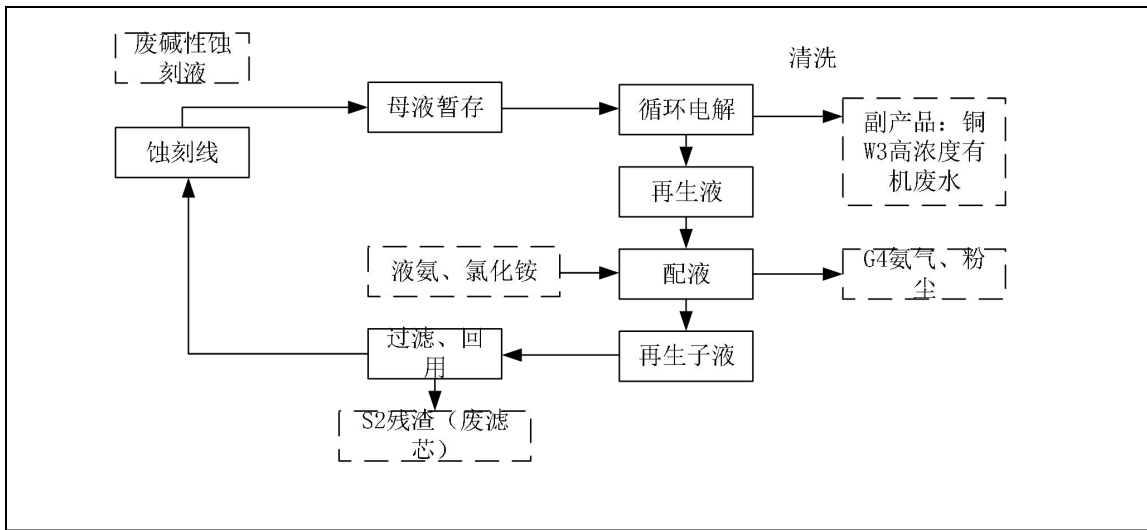 废碱性蚀
刻液
清洗
母液暂存
循环电解
副产品：铜
W3高浓度有
机废水
蚀刻线
再生液
液氨、氯化铵
配液
G4氨气、粉
尘
过滤、回
用
再生子液
S2残渣（废滤
芯）